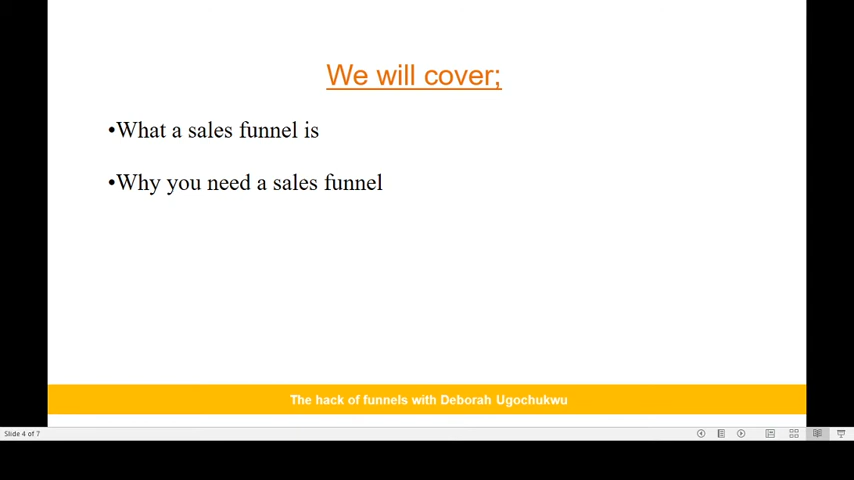 We will cover;
•What a sales funnel is
•Why you need a sales funnel
The hack of funnels with Deborah Ugochukwu
Slide 4 of 7